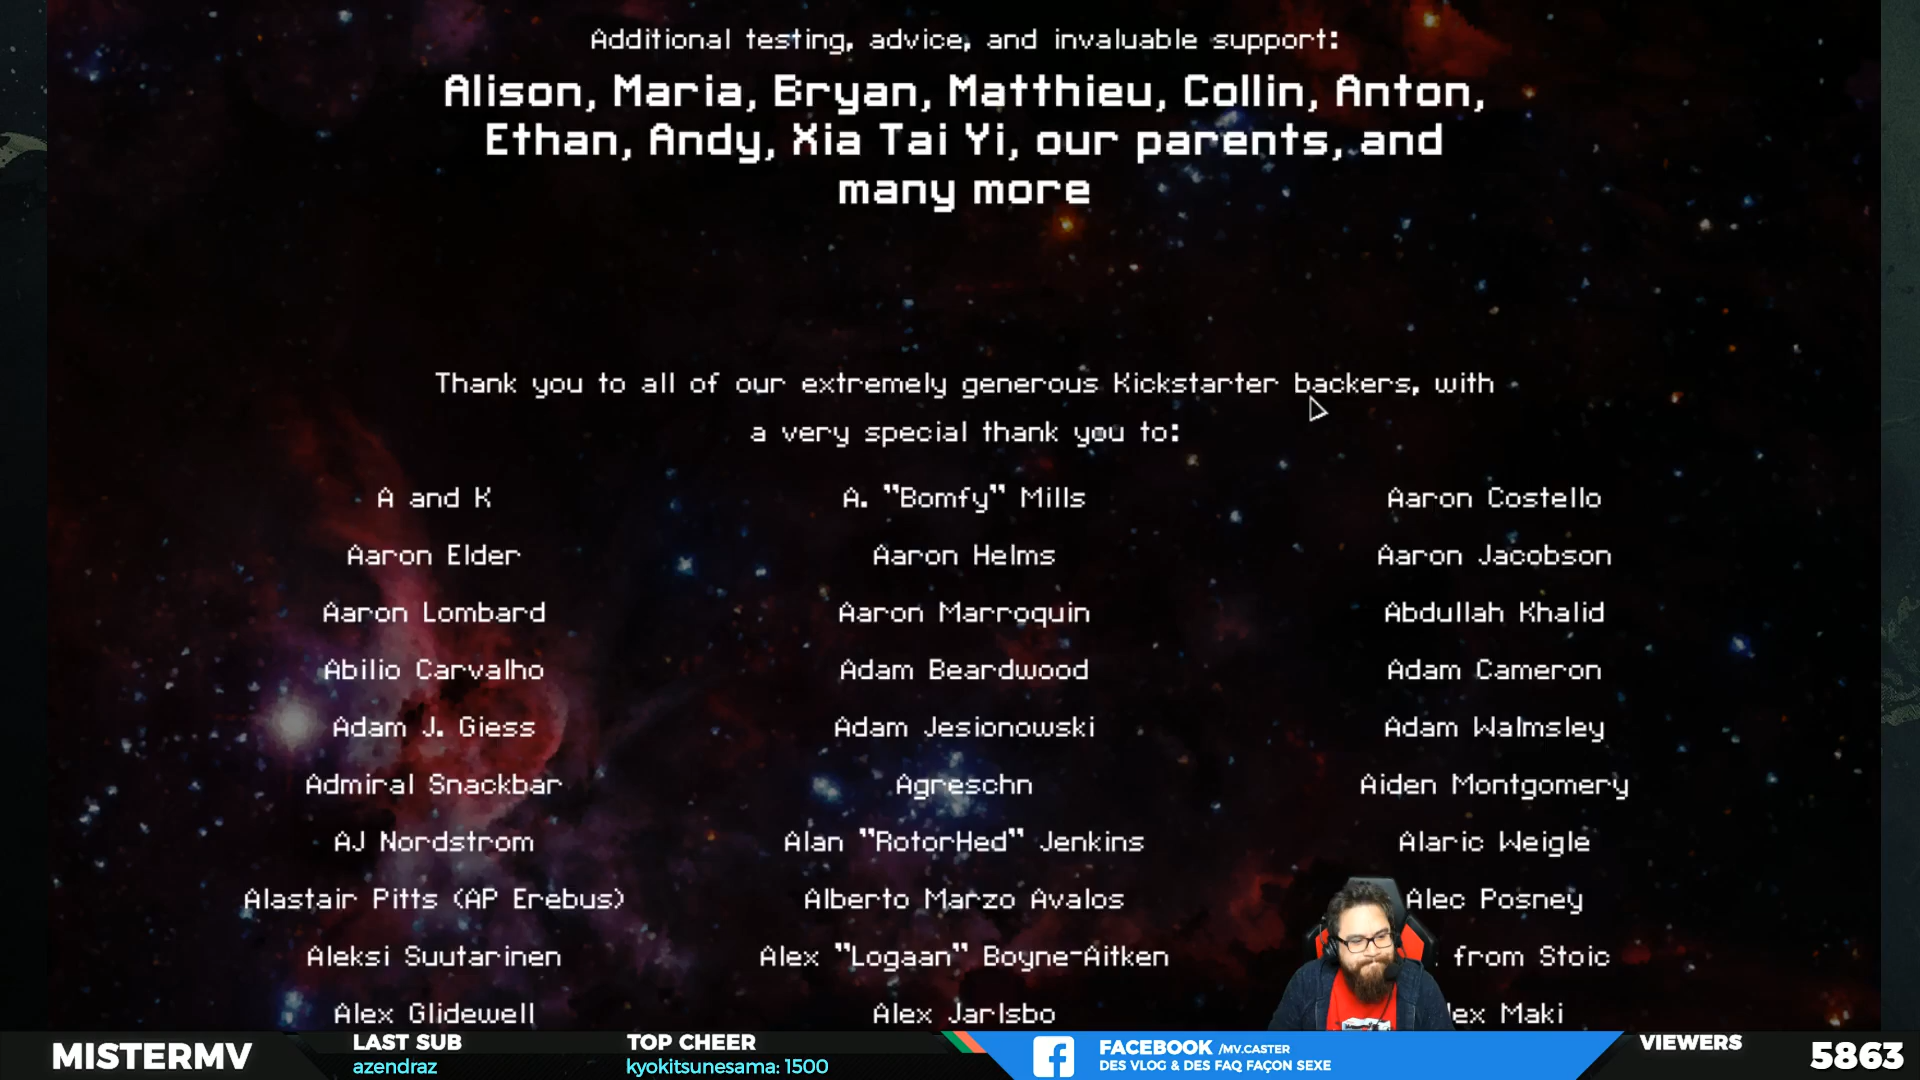 Additional testing, advice, and invaluable support:
Alison, Maria, Bryan, Matthieu, Collin, Anton,
Ethan, Andy, Xia Tai Yi, our parents, and
many more
Thank you to all of our extremely generous Kickstarter backers, with
a very special thank you to:
A and K A. "Bomfy" Mills Aaron Costello
Aaron Elder Aaron Helms Aaron Jacobson
Aaron Lombard Aaron Marroquin Abdullah Khalid
Abilio Carvalho Adam Beardwood Adam Cameron
Adam J. Giess Adam Jesionowski Adam Walmsley
Admiral Snackbar Agreschn Aiden Montgomery
AJ Nordstrom Alan "RotorHed" Jenkins Alaric Weigle
Alastair Pitts (AP Erebus) Alberto Marzo Avalos Alec Posney
Aleksi Suutarinen Alex "Logaan" Boyne-Aitken from Stoic
Alex Glidewell Alex Jarlsbo Maki
MISTERMV
LAST SUB
azendraz
TOP CHEER
kyokitsunesama: 1500
FACEBOOK /MV.CASTER
DES VLOG & DES FAQ FAÇON SEXE
VIEWERS
5863